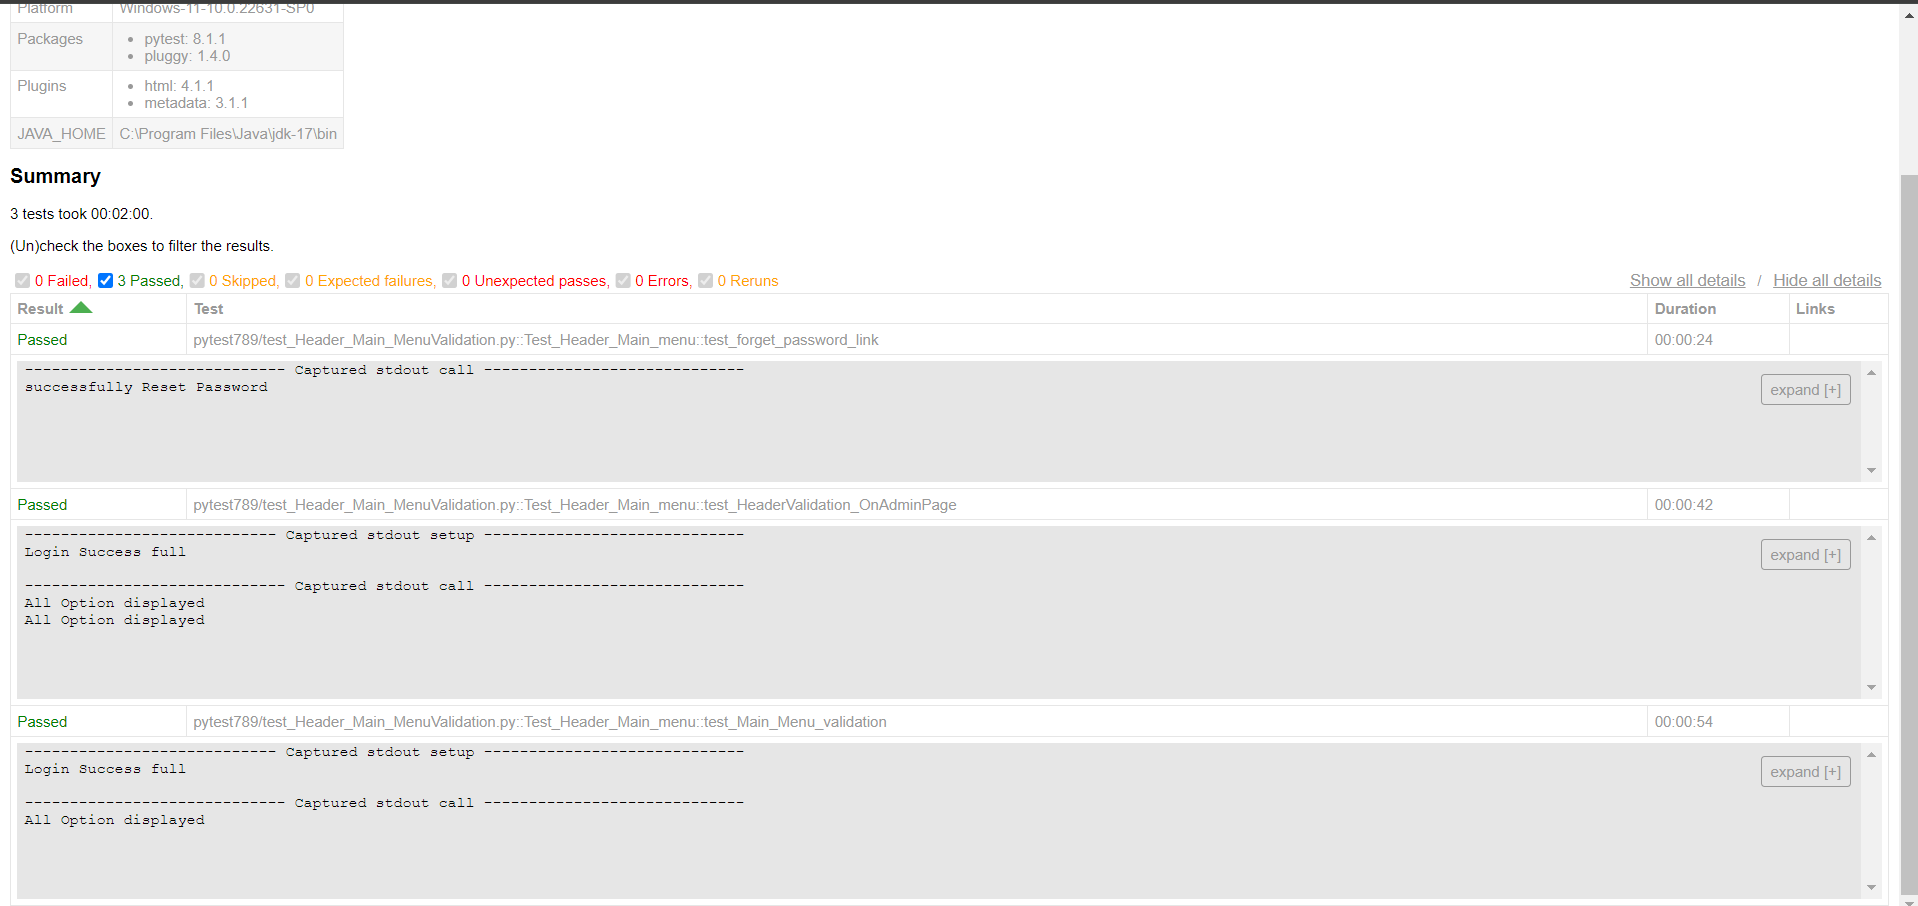 Platform Windows-11-10.0.22631-SP0
Packages
pytest: 8.1.1
pluggy: 1.4.0
Plugins
html: 4.1.1
metadata: 3.1.1
JAVA_HOME C:\Program Files\Java\jdk-17\bin
Summary
3 tests took 00:02:00.
(Un)check the boxes to filter the results.
0 Failed, 3 Passed, 0 Skipped, 0 Expected failures, 0 Unexpected passes, 0 Errors, 0 Reruns Show all details / Hide all details
Result Test Duration Links
Passed pytest789/test_Header_Main_MenuValidation.py::Test_Header_Main_menu::test_forget_password_link 00:00:24
----------------------------- Captured stdout call -----------------------------
successfully Reset Password
expand [+]
Passed pytest789/test_Header_Main_MenuValidation.py::Test_Header_Main_menu::test_HeaderValidation_OnAdminPage 00:00:42
---------------------------- Captured stdout setup -----------------------------
Login Success full
expand [+]
----------------------------- Captured stdout call -----------------------------
All Option displayed
All Option displayed
Passed pytest789/test_Header_Main_MenuValidation.py::Test_Header_Main_menu::test_Main_Menu_validation 00:00:54
---------------------------- Captured stdout setup -----------------------------
Login Success full
expand [+]
----------------------------- Captured stdout call -----------------------------
All Option displayed